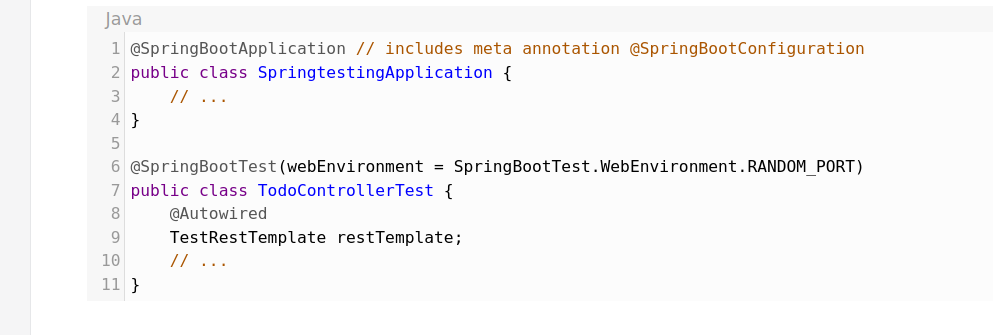 Java
1 @SpringBootApplication // includes meta annotation @SpringBootConfiguration
2 public class SpringtestingApplication {
3     // ...
4 }
5
6 @SpringBootTest(webEnvironment = SpringBootTest.WebEnvironment.RANDOM_PORT)
7 public class TodoControllerTest {
8     @Autowired
9     TestRestTemplate restTemplate;
10     // ...
11 }